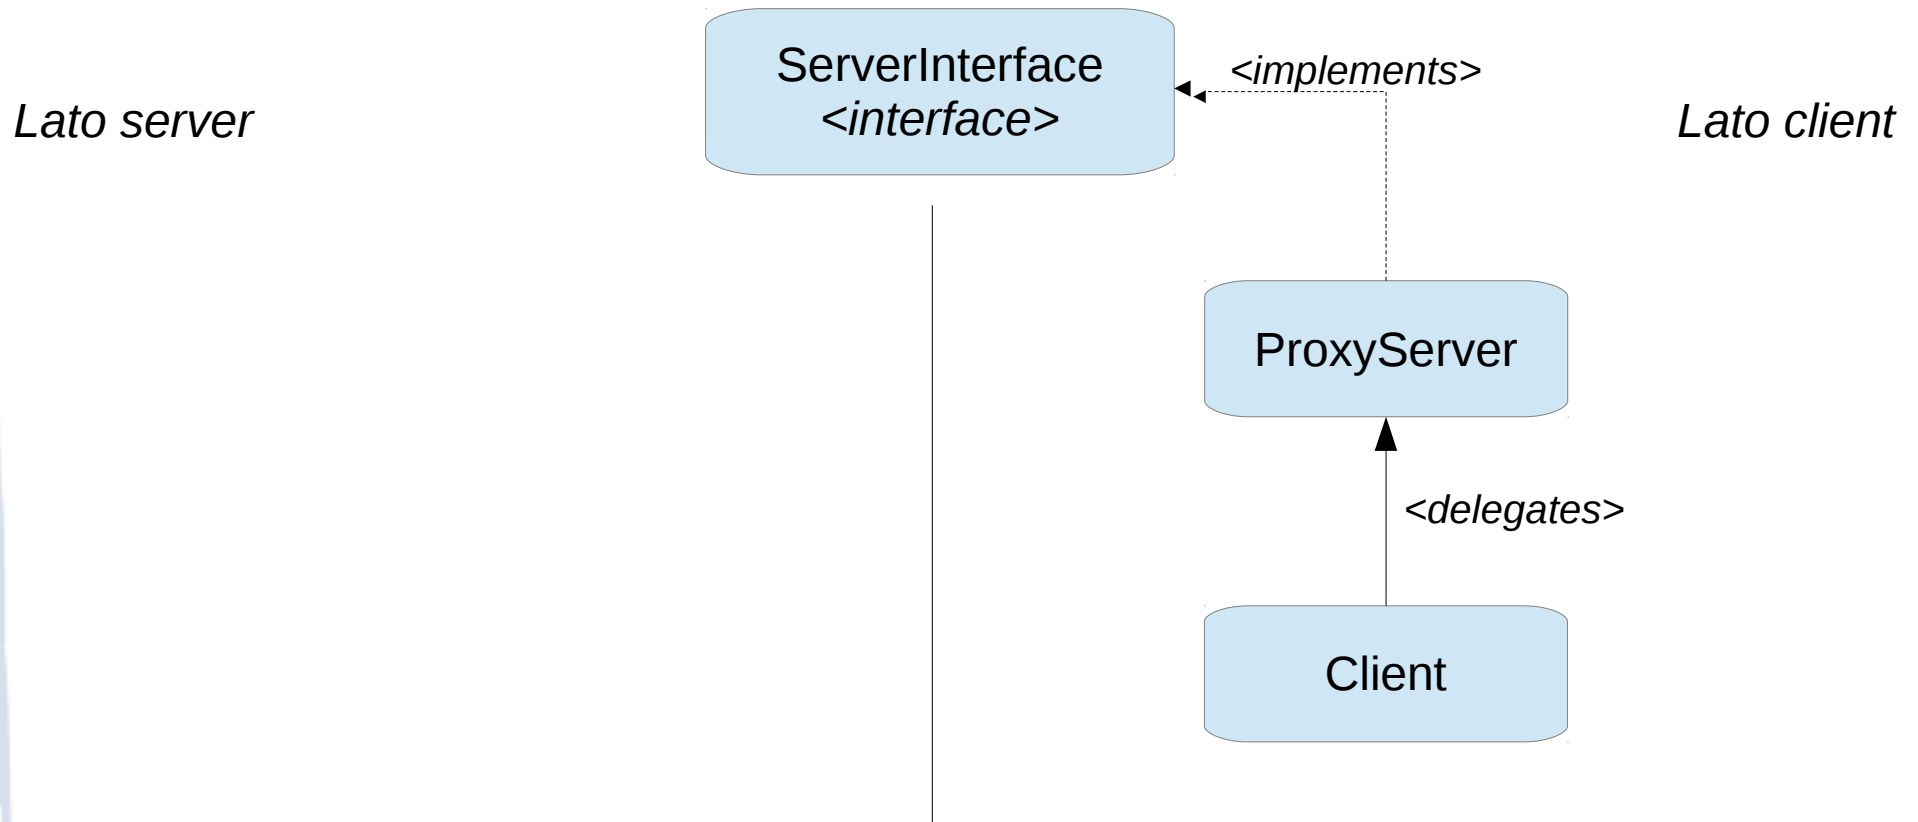 ServerInterface
<interface>
<implements>
Lato server
Lato client
ProxyServer
<delegates>
Client